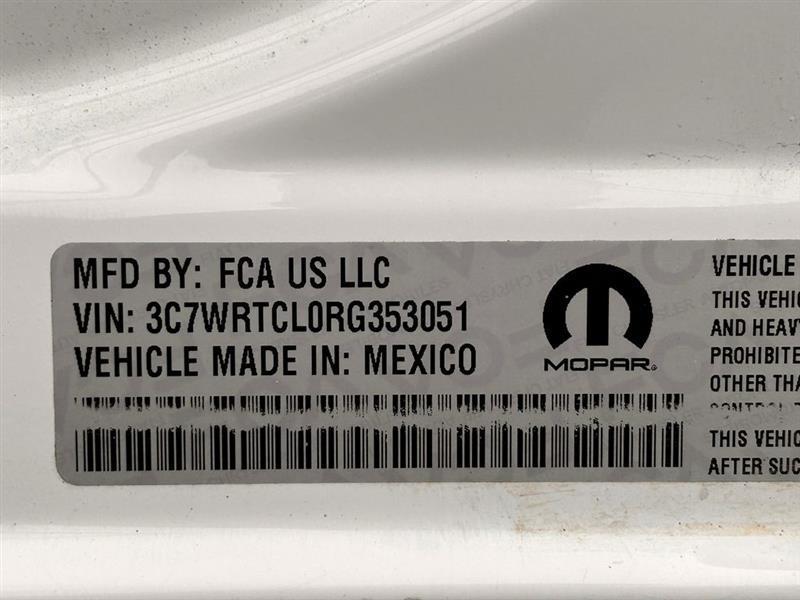 MFD BY: FCA US LLC
VIN: 3C7WRTCL0RG353051
VEHICLE MADE IN: MEXICO
MOPAR®
VEHICLE
THIS VEHIC
AND HEAVY
PROHIBITE
OTHER THA
THIS VEHIC
AFTER SUC